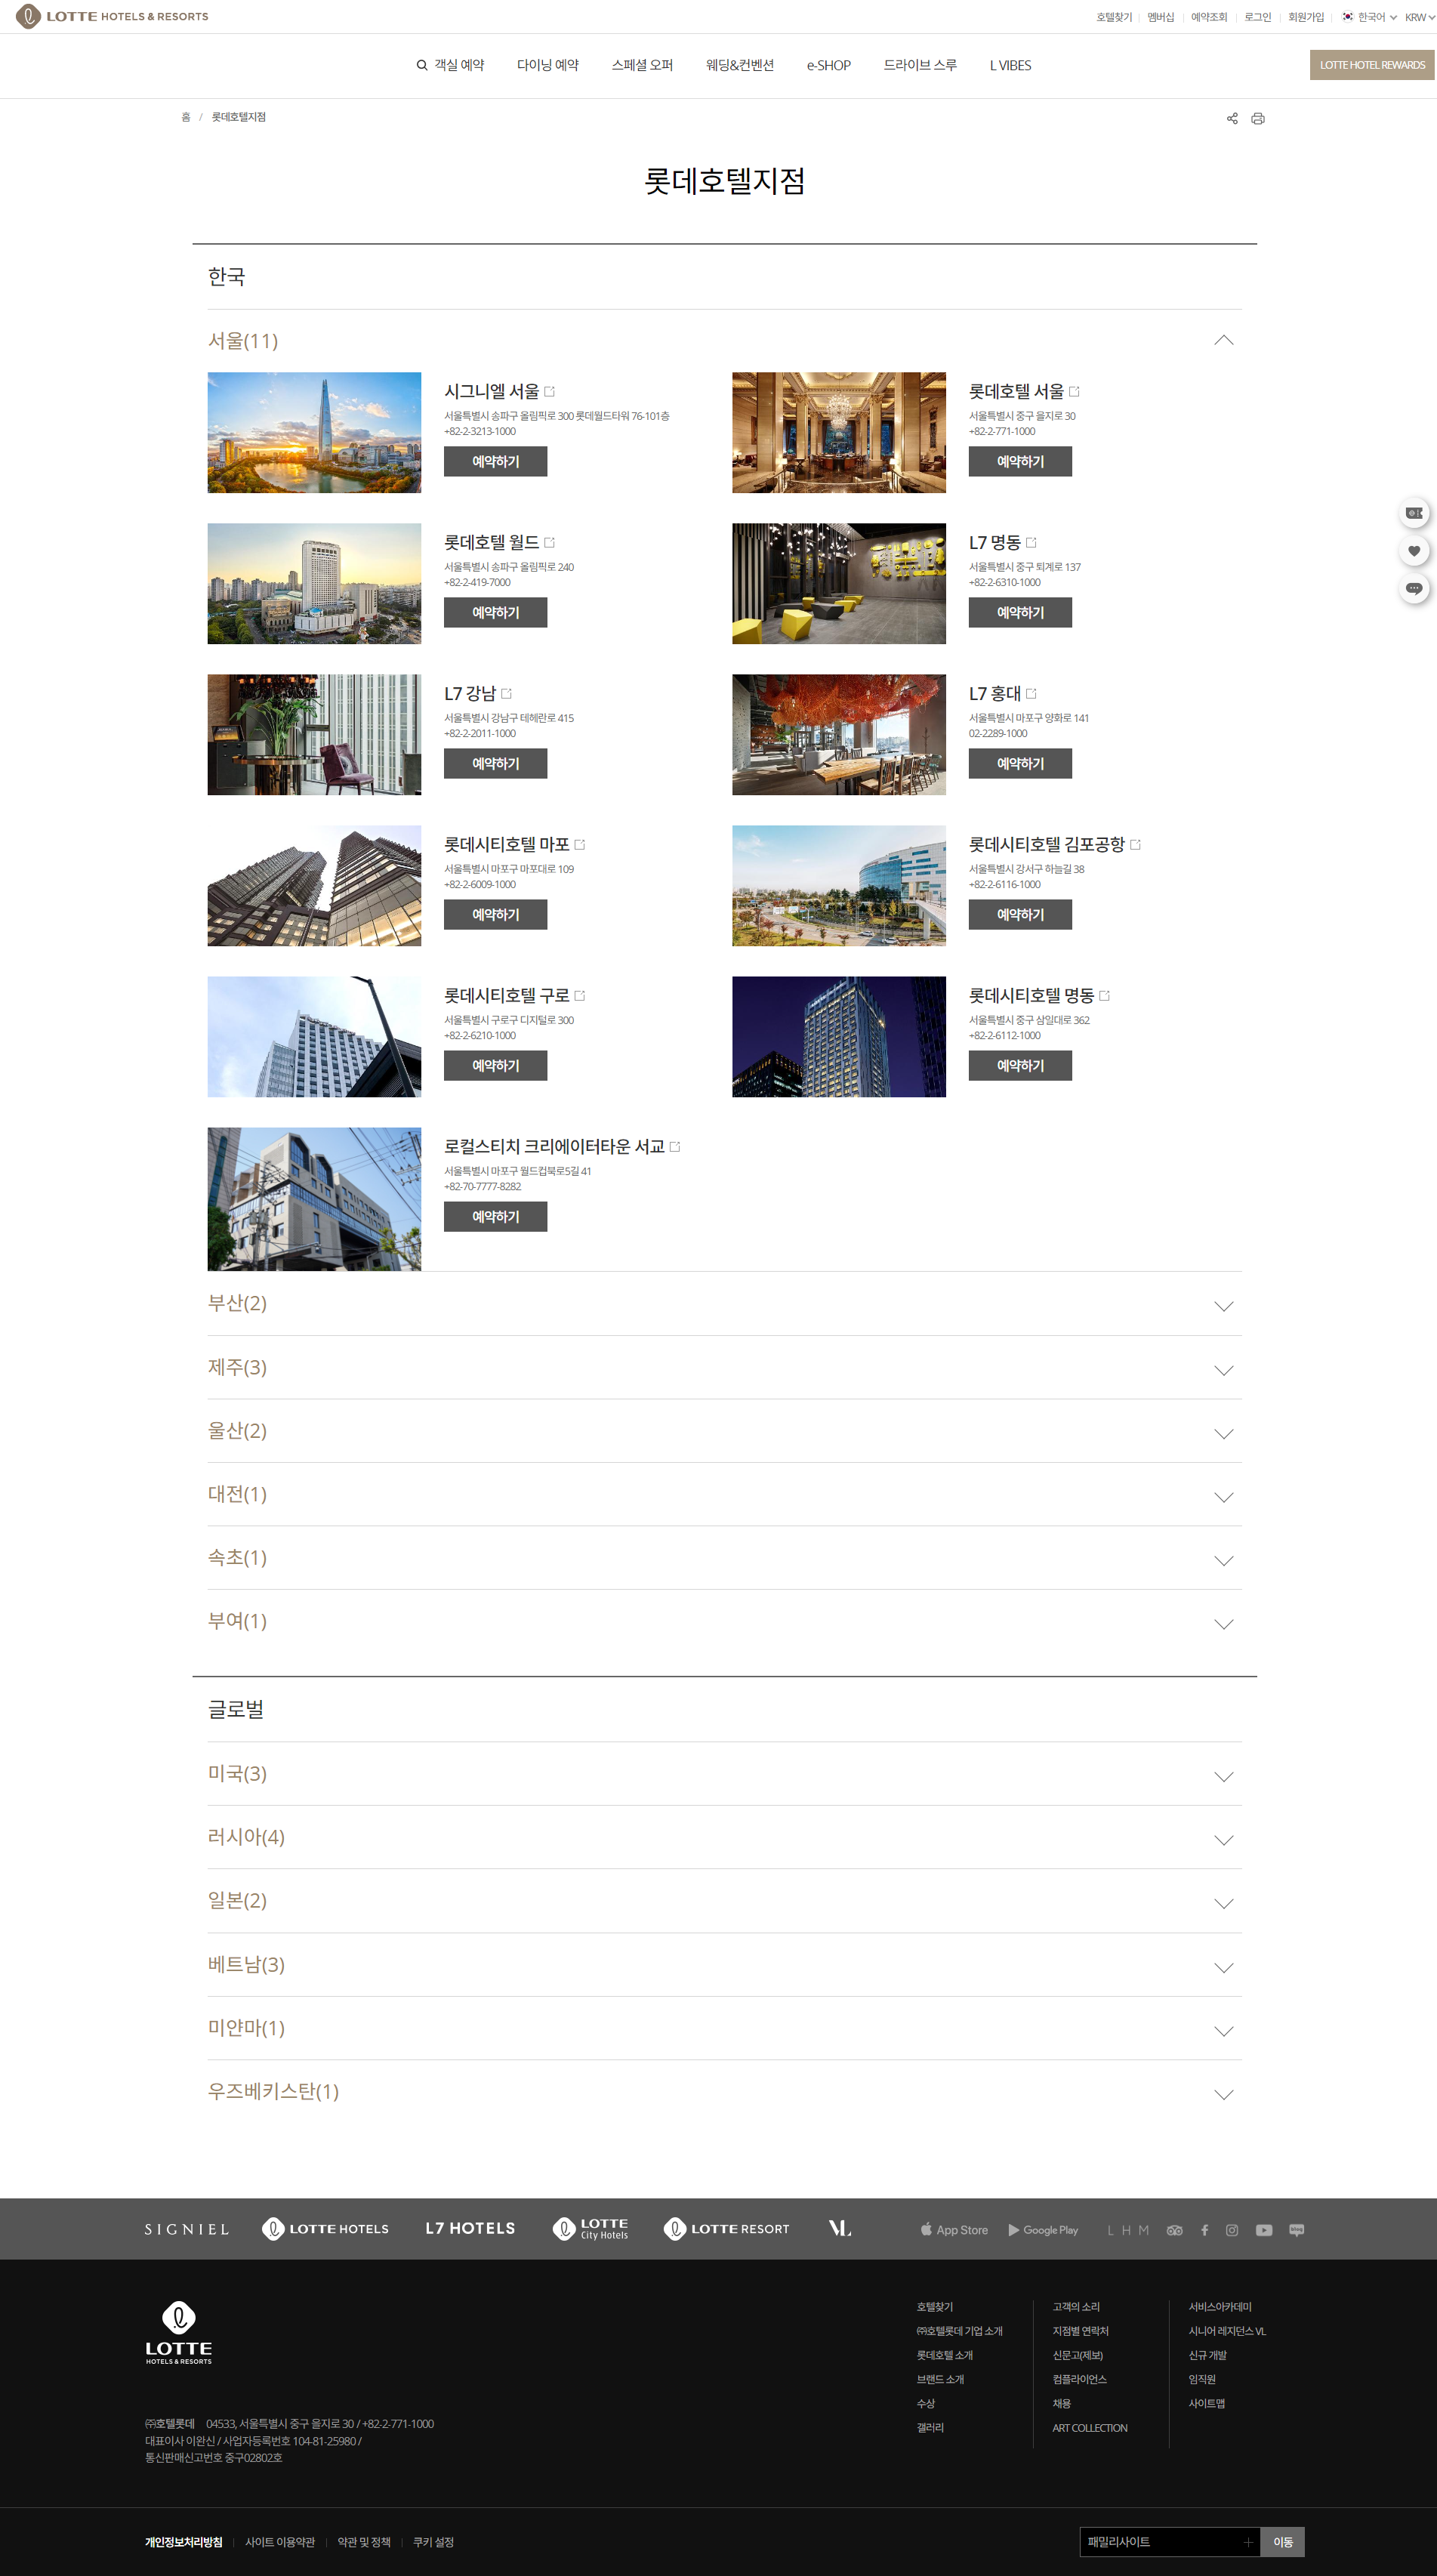 LOTTE HOTELS & RESORTS
호텔찾기 멤버십 예약조회 로그인 회원가입 한국어 KRW
객실 예약 다이닝 예약 스페셜 오퍼 웨딩&컨벤션 e-SHOP 드라이브 스루 L VIBES
LOTTE HOTEL REWARDS
홈 / 롯데호텔지점
롯데호텔지점
한국
서울(11)
시그니엘 서울
서울특별시 송파구 올림픽로 300 롯데월드타워 76-101층
+82-2-3213-1000
예약하기
롯데호텔 서울
서울특별시 중구 을지로 30
+82-2-771-1000
예약하기
롯데호텔 월드
서울특별시 송파구 올림픽로 240
+82-2-419-7000
예약하기
L7 명동
서울특별시 중구 퇴계로 137
+82-2-6310-1000
예약하기
L7 강남
서울특별시 강남구 테헤란로 415
+82-2-2011-1000
예약하기
L7 홍대
서울특별시 마포구 양화로 141
02-2289-1000
예약하기
롯데시티호텔 마포
서울특별시 마포구 마포대로 109
+82-2-6009-1000
예약하기
롯데시티호텔 김포공항
서울특별시 강서구 하늘길 38
+82-2-6116-1000
예약하기
롯데시티호텔 구로
서울특별시 구로구 디지털로 300
+82-2-6210-1000
예약하기
롯데시티호텔 명동
서울특별시 중구 삼일대로 362
+82-2-6112-1000
예약하기
로컬스티치 크리에이터타운 서교
서울특별시 마포구 월드컵북로5길 41
+82-70-7777-8282
예약하기
부산(2)
제주(3)
울산(2)
대전(1)
속초(1)
부여(1)
글로벌
미국(3)
러시아(4)
일본(2)
베트남(3)
미얀마(1)
우즈베키스탄(1)
SIGNIEL LOTTE HOTELS L7 HOTELS LOTTE City Hotels LOTTE RESORT VL App Store Google Play L H M
LOTTE
HOTELS & RESORTS
호텔찾기
㈜호텔롯데 기업 소개
롯데호텔 소개
브랜드 소개
수상
갤러리
고객의 소리
지점별 연락처
신문고(제보)
컴플라이언스
채용
ART COLLECTION
서비스아카데미
시니어 레지던스 VL
신규 개발
임직원
사이트맵
㈜호텔롯데 04533, 서울특별시 중구 을지로 30 / +82-2-771-1000
대표이사 이완신 / 사업자등록번호 104-81-25980 /
통신판매신고번호 중구02802호
개인정보처리방침 사이트 이용약관 약관 및 정책 쿠키 설정
패밀리사이트 이동